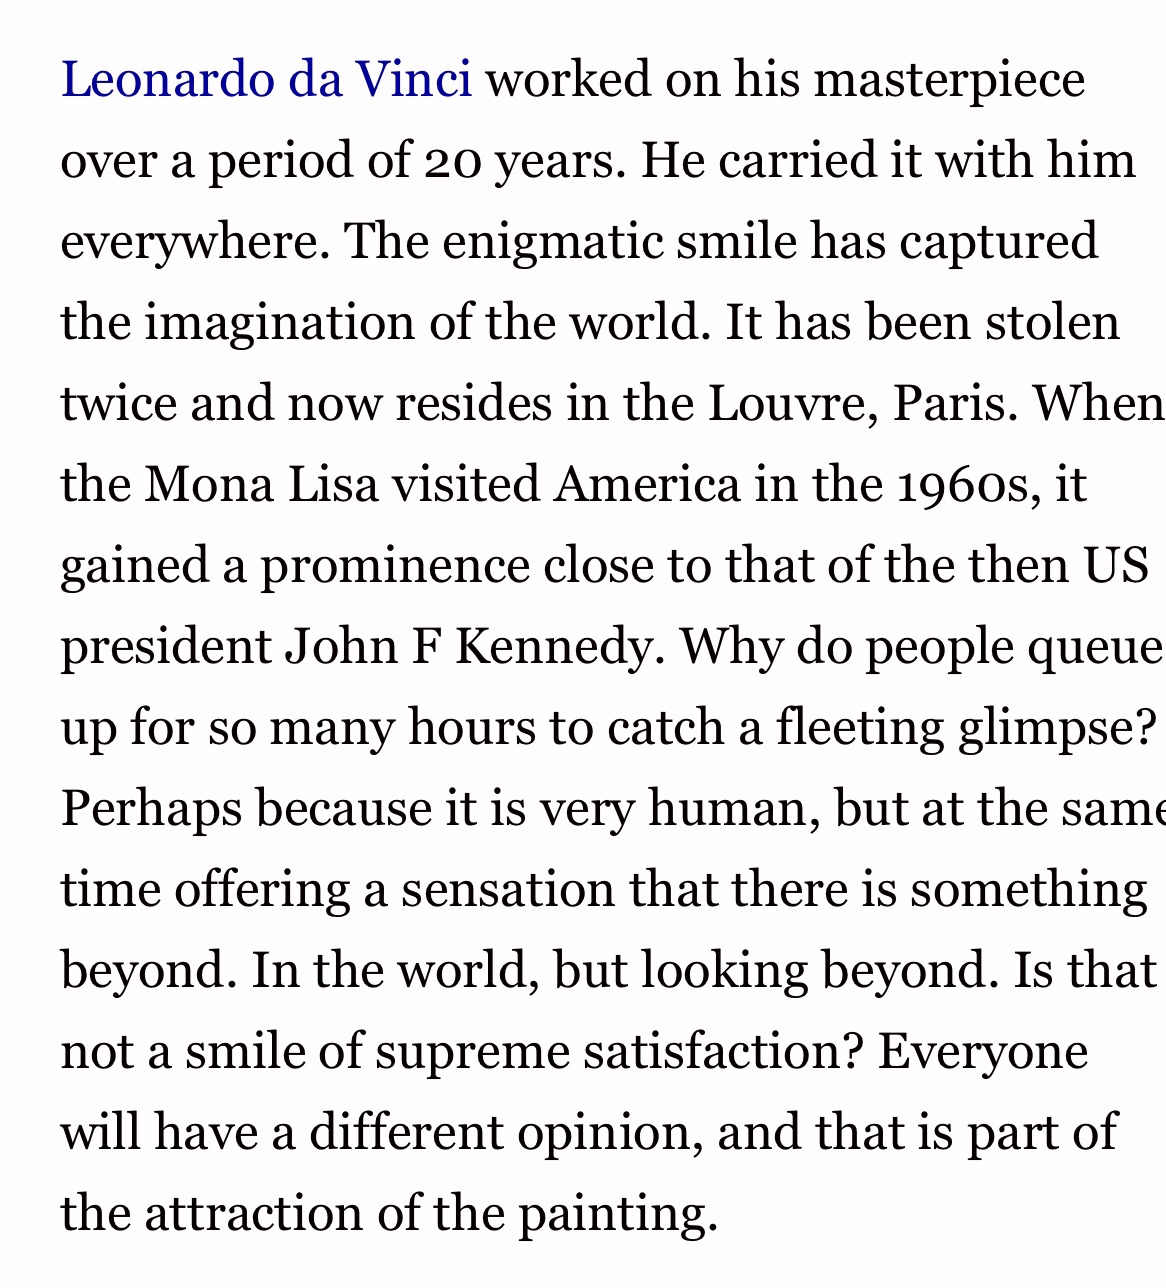 Leonardo da Vinci worked on his masterpiece
over a period of 20 years. He carried it with him
everywhere. The enigmatic smile has captured
the imagination of the world. It has been stolen
twice and now resides in the Louvre, Paris. When
the Mona Lisa visited America in the 1960s, it
gained a prominence close to that of the then US
president John F Kennedy. Why do people queue
up for so many hours to catch a fleeting glimpse?
Perhaps because it is very human, but at the same
time offering a sensation that there is something
beyond. In the world, but looking beyond. Is that
not a smile of supreme satisfaction? Everyone
will have a different opinion, and that is part of
the attraction of the painting.